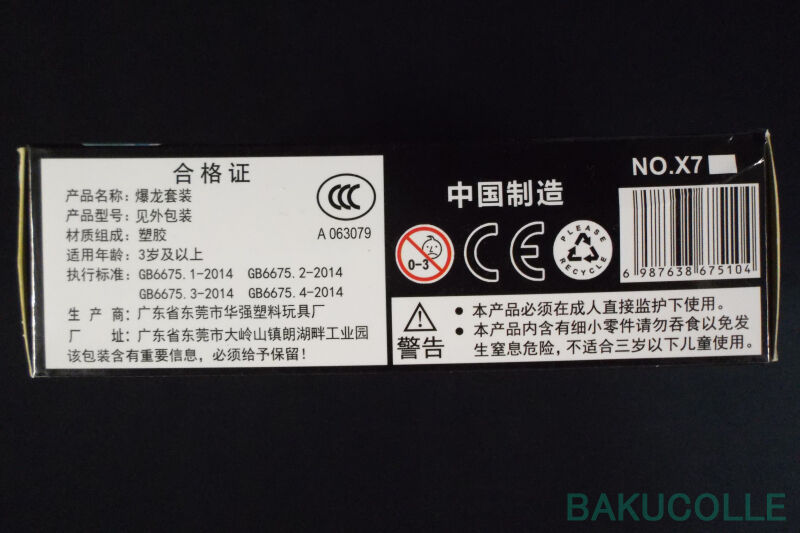 合格证
产品名称：爆龙套装
产品型号：见外包装
材质组成：塑胶
适用年龄：3岁及以上
执行标准：GB6675.1-2014 GB6675.2-2014
GB6675.3-2014 GB6675.4-2014
生产商：广东省东莞市华强塑料玩具厂
厂址：广东省东莞市大岭山镇朗湖畔工业园
该包装含有重要信息，必须给予保留！
CCC
A 063079
中国制造
NO.X7
0-3
CE
PLEASE
RECYCLE
6 987638 675104
警告
● 本产品必须在成人直接监护下使用。
● 本产品内含有细小零件请勿吞食以免发
生窒息危险，不适合三岁以下儿童使用。
BAKUCOLLE